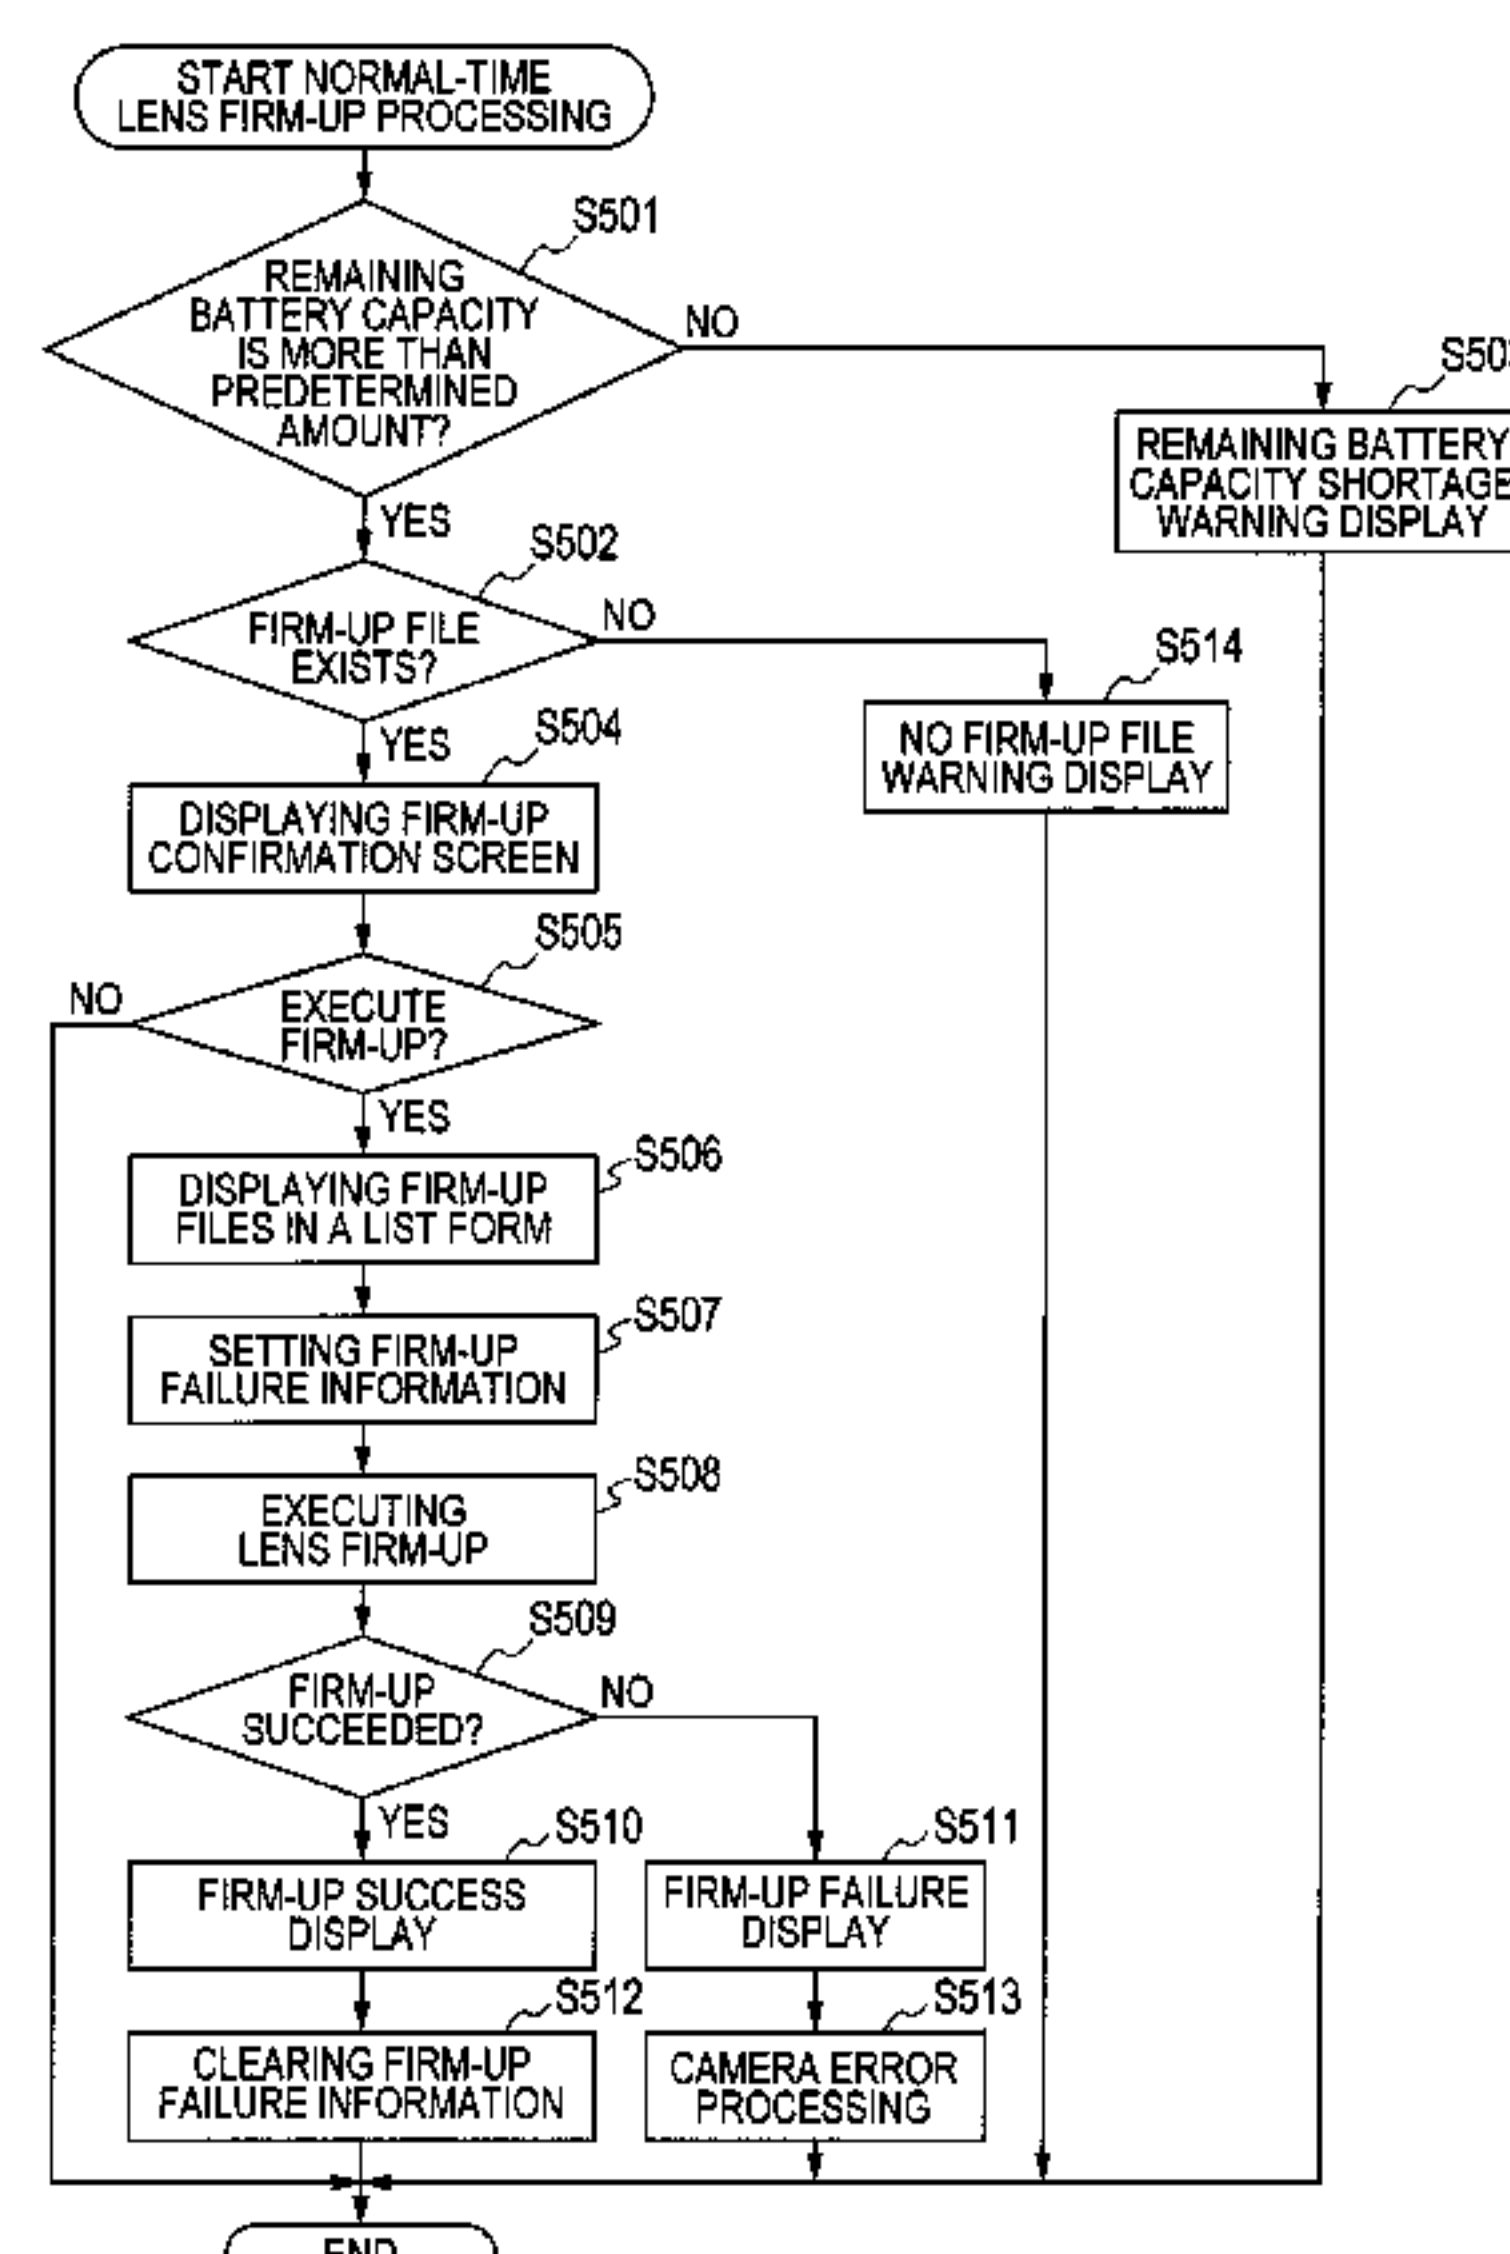 START NORMAL-TIME
LENS FIRM-UP PROCESSING
S501
REMAINING
BATTERY CAPACITY
IS MORE THAN
PREDETERMINED
AMOUNT?
NO
YES
REMAINING BATTERY
CAPACITY SHORTAGE
WARNING DISPLAY
S502
FIRM-UP FILE
EXISTS?
NO
YES
S514
NO FIRM-UP FILE
WARNING DISPLAY
S504
DISPLAYING FIRM-UP
CONFIRMATION SCREEN
S505
EXECUTE
FIRM-UP?
NO
YES
S506
DISPLAYING FIRM-UP
FILES IN A LIST FORM
S507
SETTING FIRM-UP
FAILURE INFORMATION
S508
EXECUTING
LENS FIRM-UP
S509
FIRM-UP
SUCCEEDED?
NO
YES
S510
FIRM-UP SUCCESS
DISPLAY
S511
FIRM-UP FAILURE
DISPLAY
S512
CLEARING FIRM-UP
FAILURE INFORMATION
S513
CAMERA ERROR
PROCESSING
END